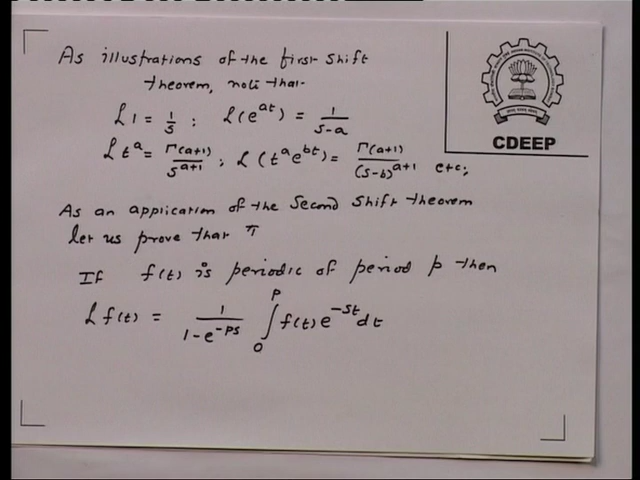 As illustrations of the first shift
theorem, note that
L 1 = 1/s ; L(e^{at}) = 1/(s-a)
L t^a = Γ(a+1)/s^{a+1} ; L(t^a e^{bt}) = Γ(a+1)/(s-b)^{a+1} etc;
As an application of the Second Shift theorem
let us prove that
If f(t) is periodic of period p then
L f(t) = 1/(1-e^{-ps}) ∫_0^p f(t) e^{-st} dt
CDEEP